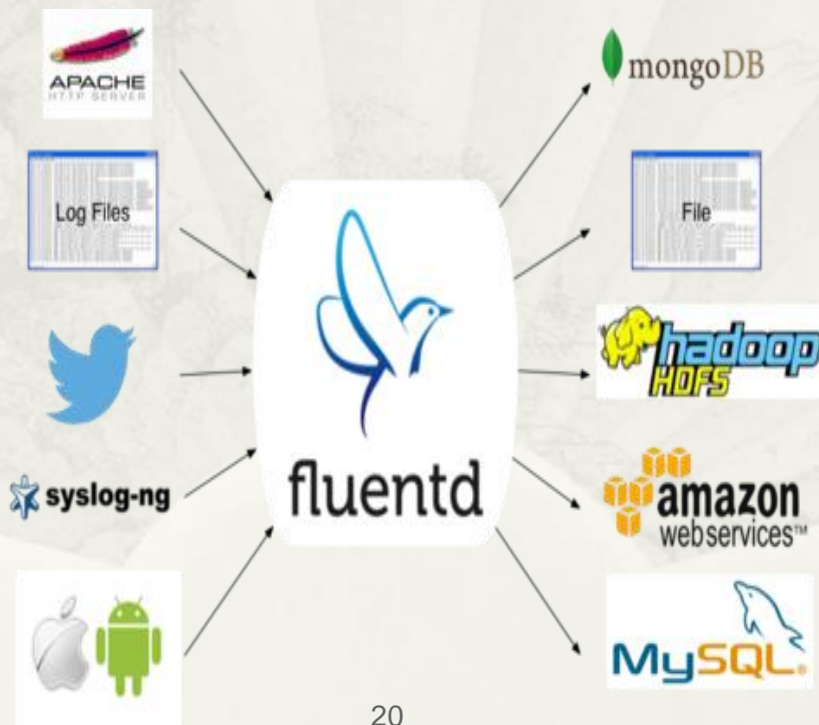 APACHE
HTTP SERVER
Log Files
syslog-ng
fluentd
mongoDB
File
hadoop
HDFS
amazon
webservices™
MySQL®
20